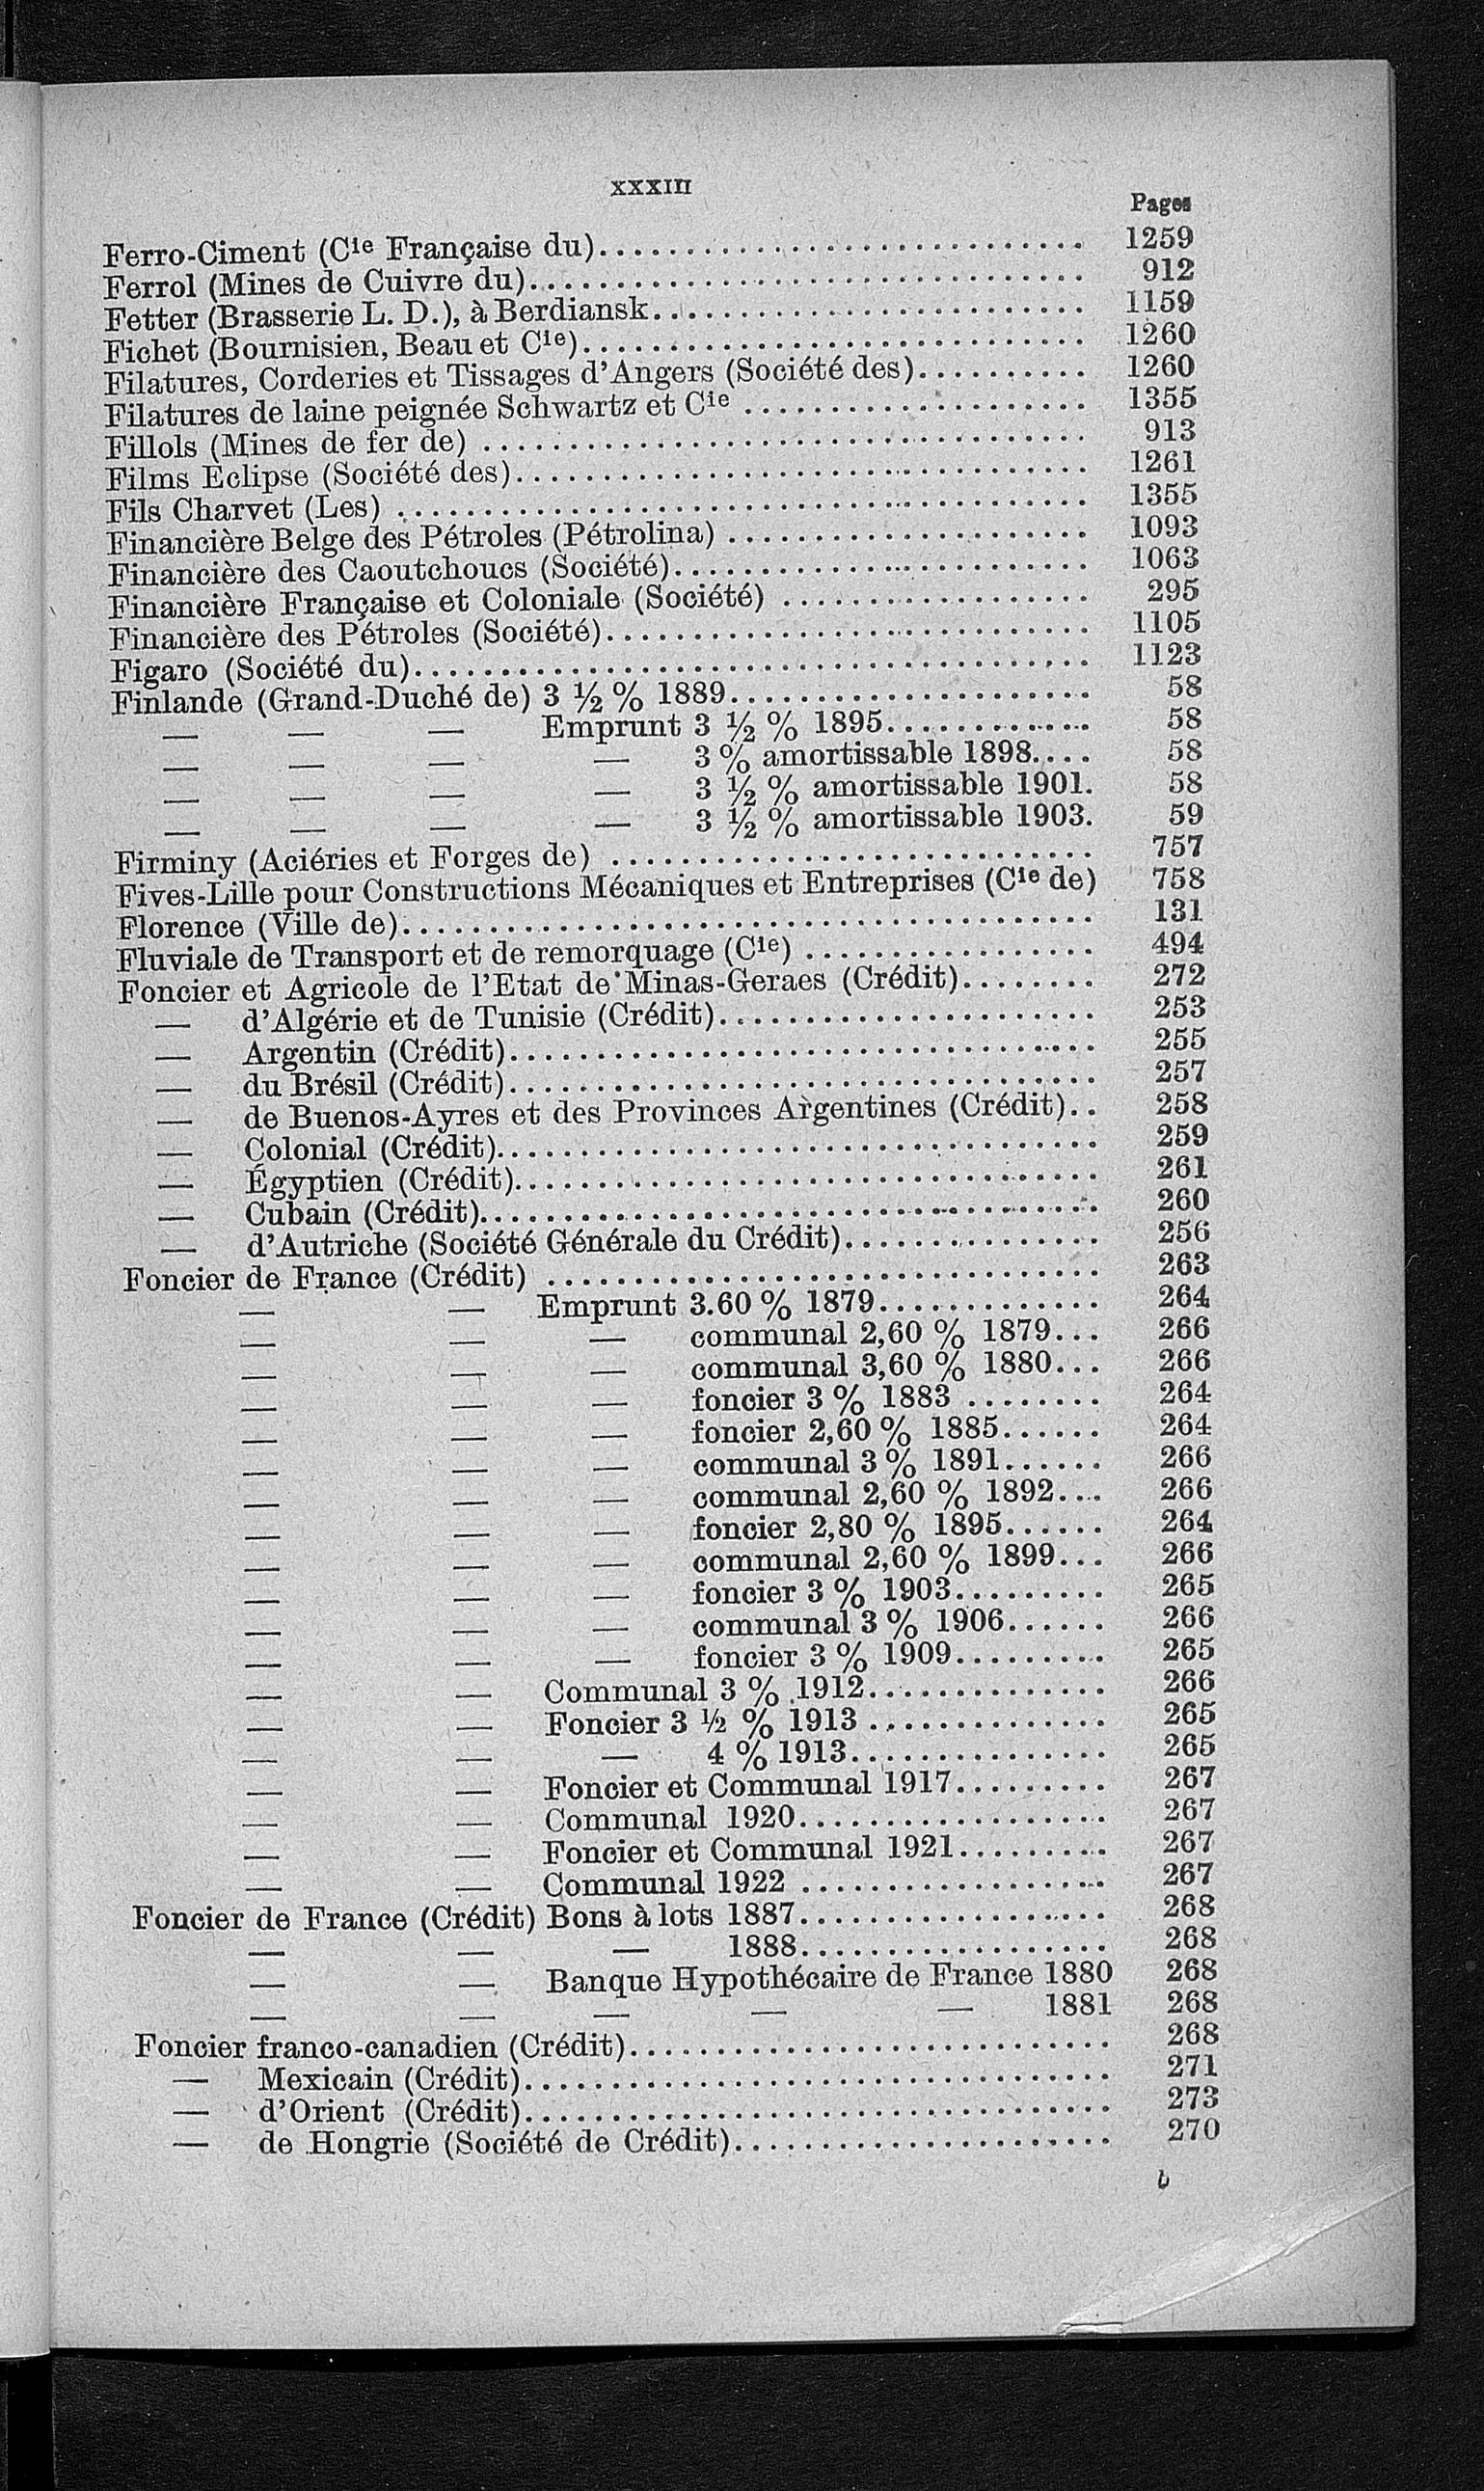 XXXIII
Pages
Ferro-Ciment (Cie Française du).............................. 1259
Ferrol (Mines de Cuivre du).............................. 912
Fetter (Brasserie L. D.), à Berdiansk.............................. 1159
Fichet (Bournisien, Beau et Cie).............................. 1260
Filatures, Corderies et Tissages d'Angers (Société des).......... 1260
Filatures de laine peignée Schwartz et Cie .................... 1355
Fillols (Mines de fer de) .............................. 913
Films Eclipse (Société des).............................. 1261
Fils Charvet (Les) .............................. 1355
Financière Belge des Pétroles (Pétrolina) .................... 1093
Financière des Caoutchoucs (Société).............................. 1063
Financière Française et Coloniale (Société) .................. 295
Financière des Pétroles (Société).............................. 1105
Figaro (Société du).............................. 1123
Finlande (Grand-Duché de) 3 ½ % 1889.................... 58
— — — Emprunt 3 ½ % 1895............ 58
— — — — 3 % amortissable 1898.... 58
— — — — 3 ½ % amortissable 1901. 58
— — — — 3 ½ % amortissable 1903. 59
Firminy (Aciéries et Forges de) .............................. 757
Fives-Lille pour Constructions Mécaniques et Entreprises (Cie de) 758
Florence (Ville de).............................. 131
Fluviale de Transport et de remorquage (Cie) ................. 494
Foncier et Agricole de l'Etat de Minas-Geraes (Crédit)........ 272
— d'Algérie et de Tunisie (Crédit)...................... 253
— Argentin (Crédit).............................. 255
— du Brésil (Crédit).............................. 257
— de Buenos-Ayres et des Provinces Argentines (Crédit).. 258
— Colonial (Crédit).............................. 259
— Égyptien (Crédit).............................. 261
— Cubain (Crédit).............................. 260
— d'Autriche (Société Générale du Crédit)............... 256
Foncier de France (Crédit) .............................. 263
— — Emprunt 3.60 % 1879............. 264
— — — communal 2,60 % 1879... 266
— — — communal 3,60 % 1880... 266
— — — foncier 3 % 1883 ........ 264
— — — foncier 2,60 % 1885...... 264
— — — communal 3 % 1891...... 266
— — — communal 2,60 % 1892... 266
— — — foncier 2,80 % 1895...... 264
— — — communal 2,60 % 1899... 266
— — — foncier 3 % 1903......... 265
— — — communal 3 % 1906...... 266
— — — foncier 3 % 1909......... 265
— — Communal 3 % 1912.............. 266
— — Foncier 3 ½ % 1913 .............. 265
— — — 4 % 1913............... 265
— — Foncier et Communal 1917......... 267
— — Communal 1920.................. 267
— — Foncier et Communal 1921......... 267
— — Communal 1922 .................. 267
Foncier de France (Crédit) Bons à lots 1887.................. 268
— — — 1888.................. 268
— — Banque Hypothécaire de France 1880 268
— — — — — 1881 268
Foncier franco-canadien (Crédit).............................. 268
— Mexicain (Crédit).............................. 271
— d'Orient (Crédit).............................. 273
— de Hongrie (Société de Crédit)...................... 270
b